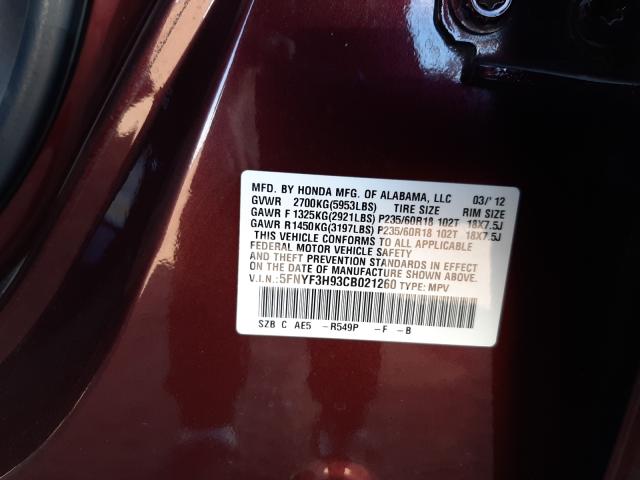 MFD. BY HONDA MFG. OF ALABAMA, LLC 03/'12
GVWR 2700KG(5953LBS) TIRE SIZE RIM SIZE
GAWR F 1325KG(2921LBS) P235/60R18 102T 18X7.5J
GAWR R1450KG(3197LBS) P235/60R18 102T 18X7.5J
THIS VEHICLE CONFORMS TO ALL APPLICABLE
FEDERAL MOTOR VEHICLE SAFETY, BUMPER,
AND THEFT PREVENTION STANDARDS IN EFFECT
ON THE DATE OF MANUFACTURE SHOWN ABOVE.
V.I.N.:5FNYF3H93CB021260 TYPE: MPV
SZB C AE5 -R549P -F -B